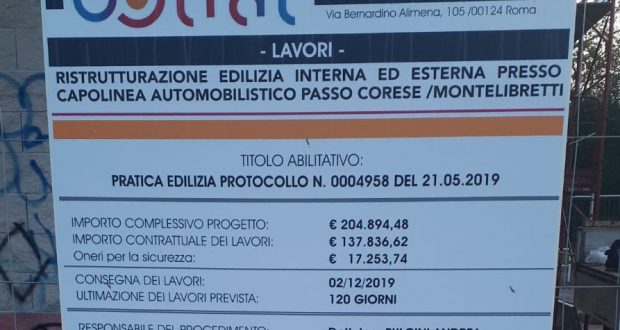 Via Bernardino Alimena, 105 /00124 Roma
- LAVORI -
RISTRUTTURAZIONE EDILIZIA INTERNA ED ESTERNA PRESSO
CAPOLINEA AUTOMOBILISTICO PASSO CORESE /MONTELIBRETTI
TITOLO ABILITATIVO:
PRATICA EDILIZIA PROTOCOLLO N. 0004958 DEL 21.05.2019
IMPORTO COMPLESSIVO PROGETTO: € 204.894,48
IMPORTO CONTRATTUALE DEI LAVORI: € 137.836,62
Oneri per la sicurezza: € 17.253,74
CONSEGNA DEI LAVORI: 02/12/2019
ULTIMAZIONE DEI LAVORI PREVISTA: 120 GIORNI
RESPONSABILE DEL PROCEDIMENTO: